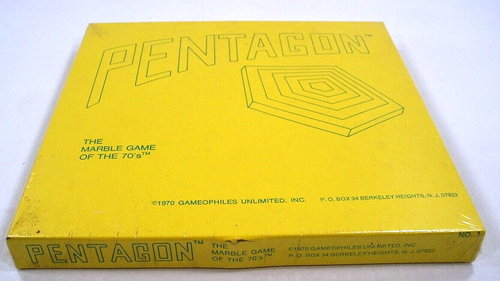 PENTAGON™
THE
MARBLE GAME
OF THE 70's™
©1970 GAMEOPHILES UNLIMITED, INC. P. O. BOX 34 BERKELEY HEIGHTS, N. J. 07922
PENTAGON™
THE
MARBLE GAME
OF THE 70's™
©1970 GAMEOPHILES UNLIMITED, INC.
P. O. BOX 34 BERKELEY HEIGHTS, N. J. 07922
NO. 1